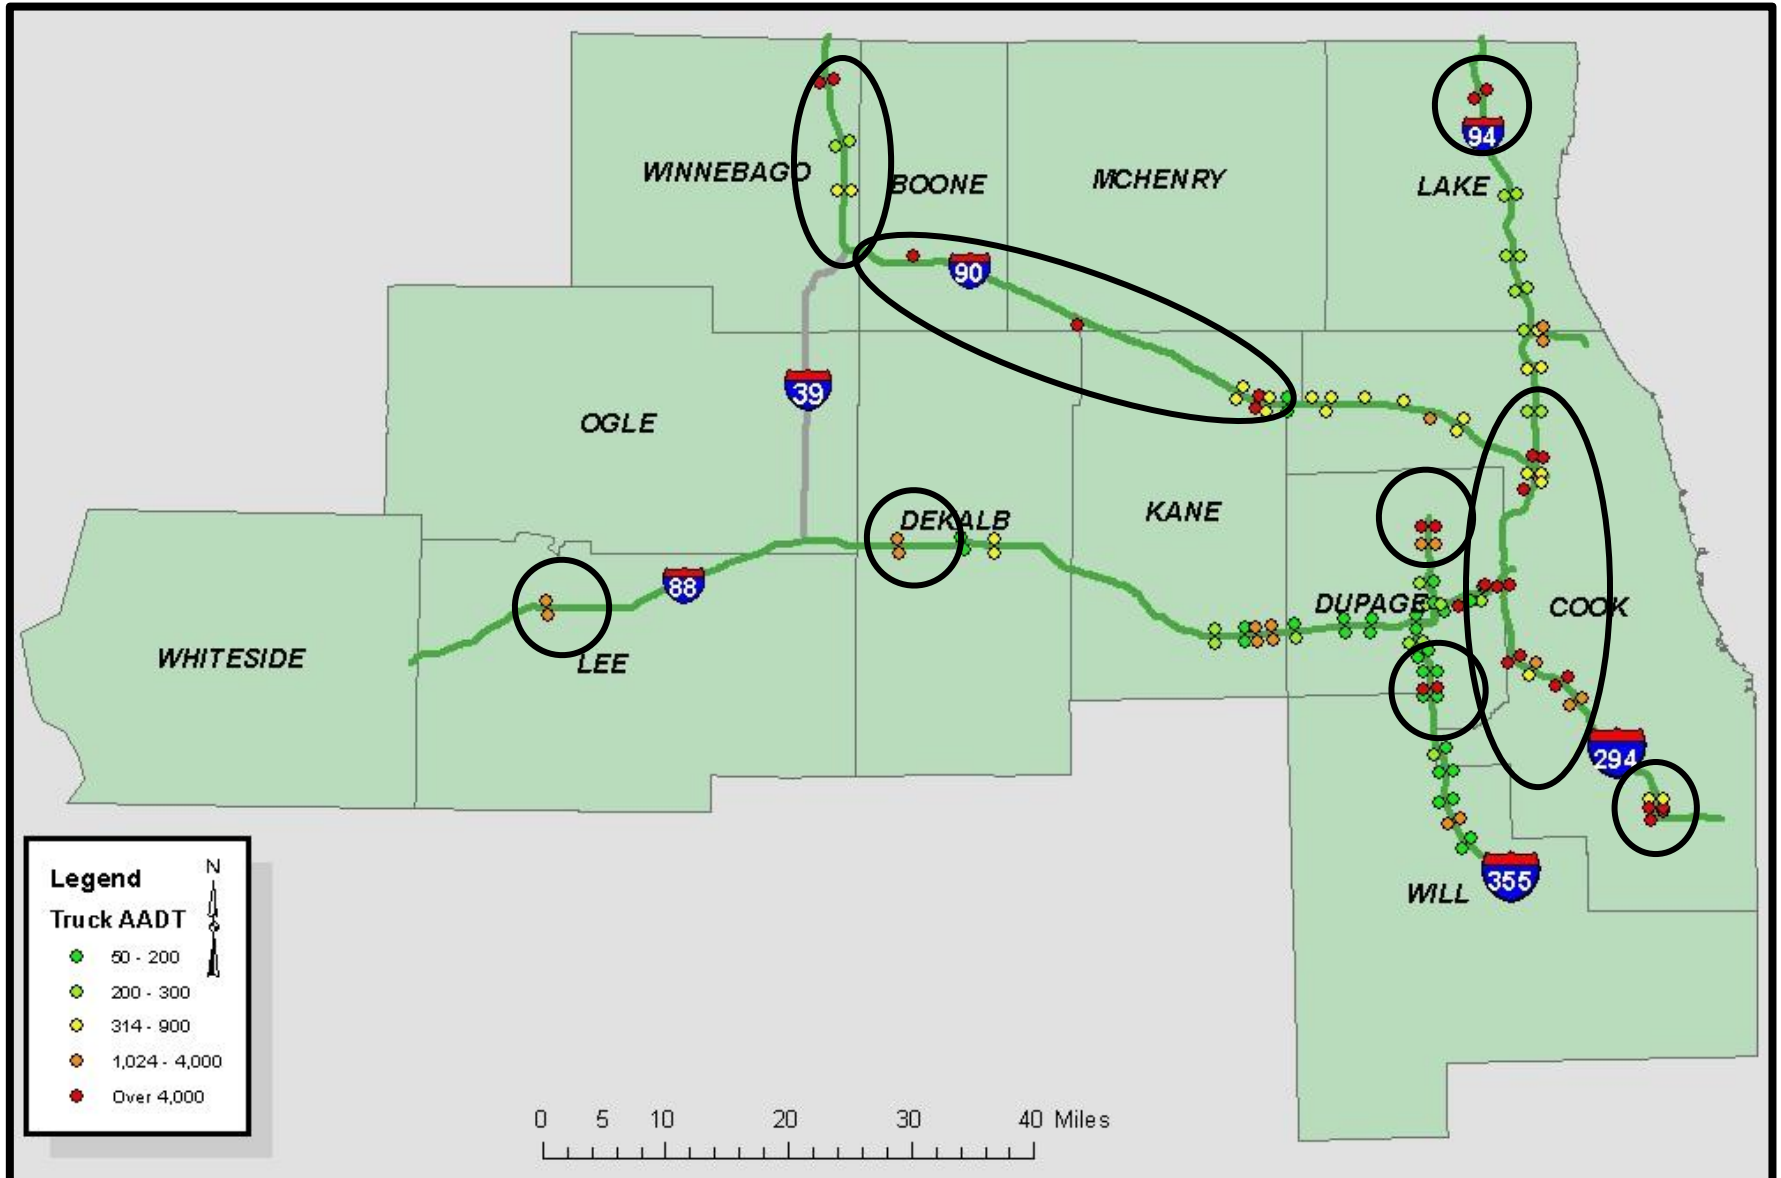 94
WINNEBAGO
BOONE
MCHENRY
LAKE
90
39
OGLE
DEKALB
KANE
88
DUPAGE
COOK
WHITESIDE
LEE
294
355
WILL
Legend
N
Truck AADT
50 - 200
200 - 300
314 - 900
1,024 - 4,000
Over 4,000
0 5 10 20 30 40 Miles